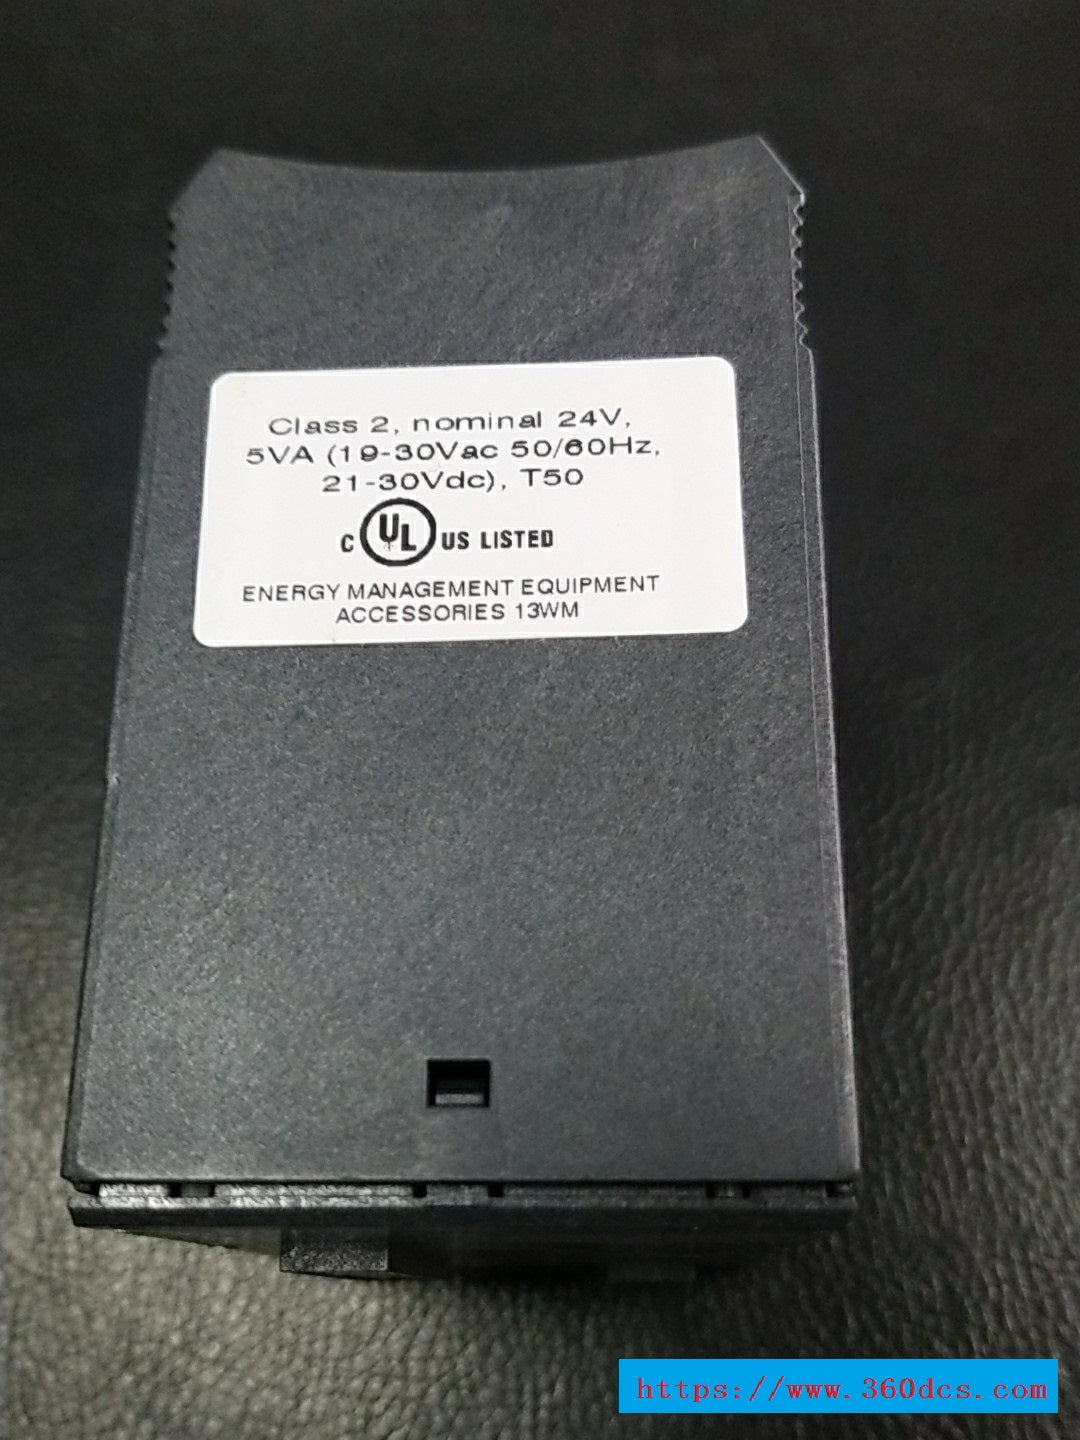 Class 2, nominal 24V,
5VA (19-30Vac 50/60Hz,
21-30Vdc), T50
C UL US LISTED
ENERGY MANAGEMENT EQUIPMENT
ACCESSORIES 13WM
https://www.360dcs.com